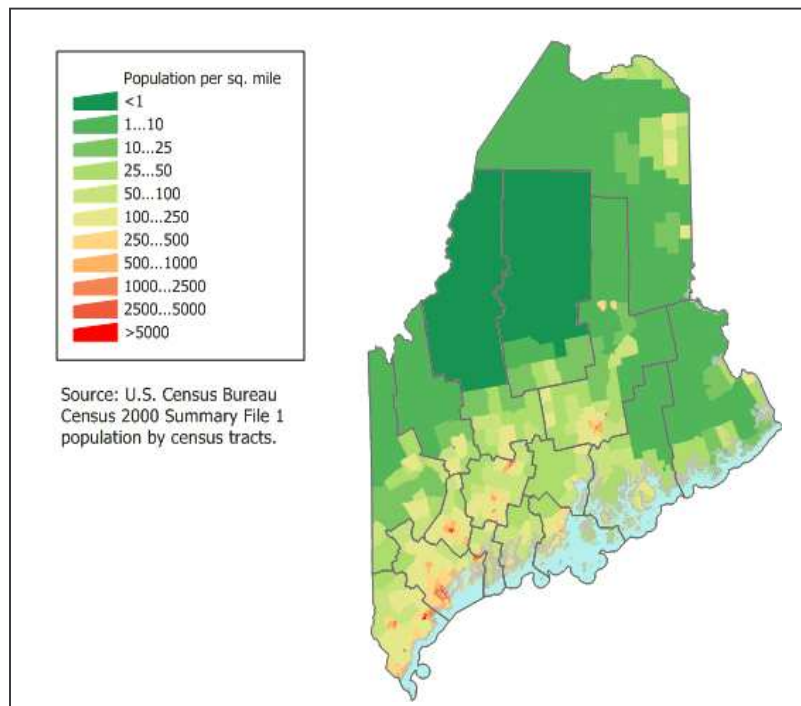 Population per sq. mile
<1
1...10
10...25
25...50
50...100
100...250
250...500
500...1000
1000...2500
2500...5000
>5000
Source: U.S. Census Bureau
Census 2000 Summary File 1
population by census tracts.